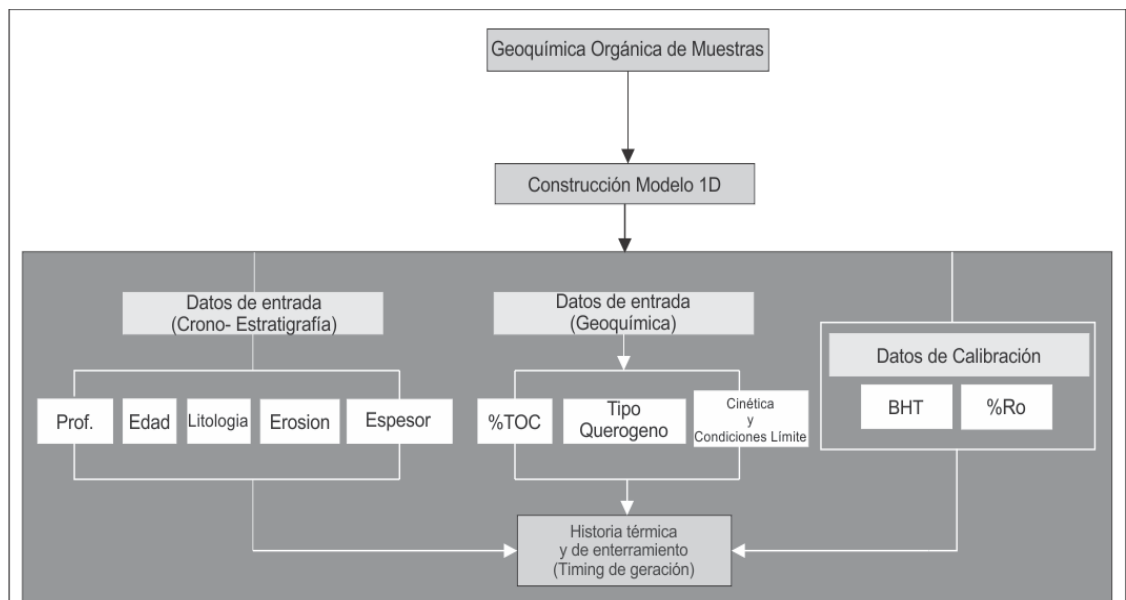 Geoquímica Orgánica de Muestras
Construcción Modelo 1D
Datos de entrada
(Crono- Estratigrafía)
Prof.
Edad
Litologia
Erosion
Espesor
Datos de entrada
(Geoquímica)
%TOC
Tipo
Querogeno
Cinética
y
Condiciones Límite
Datos de Calibración
BHT
%Ro
Historia térmica
y de enterramiento
(Timing de geración)